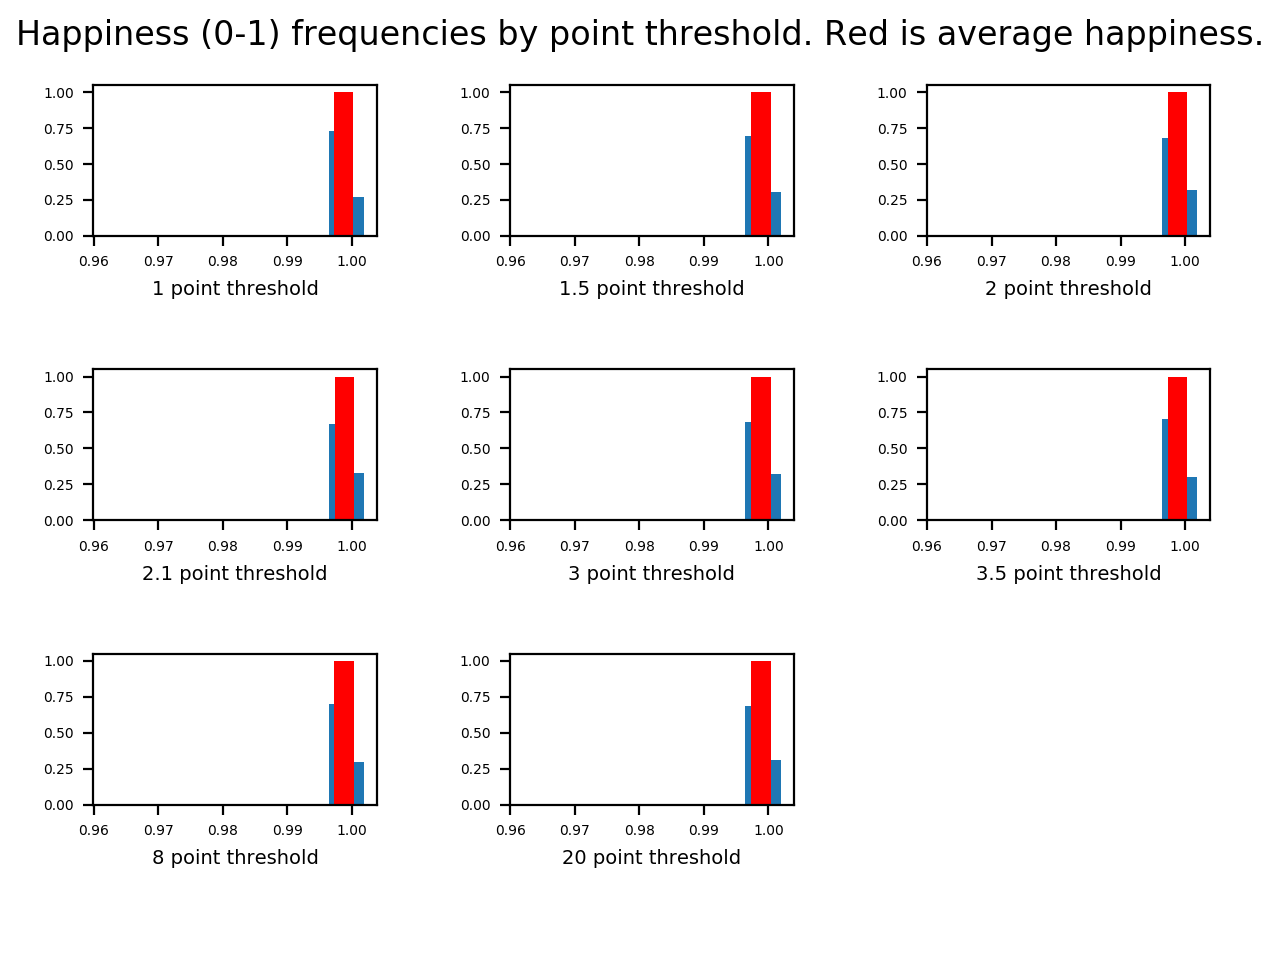 Happiness (0-1) frequencies by point threshold. Red is average happiness.
1.00 0.75 0.50 0.25 0.00
0.96 0.97 0.98 0.99 1.00
1 point threshold
1.00 0.75 0.50 0.25 0.00
0.96 0.97 0.98 0.99 1.00
1.5 point threshold
1.00 0.75 0.50 0.25 0.00
0.96 0.97 0.98 0.99 1.00
2 point threshold
1.00 0.75 0.50 0.25 0.00
0.96 0.97 0.98 0.99 1.00
2.1 point threshold
1.00 0.75 0.50 0.25 0.00
0.96 0.97 0.98 0.99 1.00
3 point threshold
1.00 0.75 0.50 0.25 0.00
0.96 0.97 0.98 0.99 1.00
3.5 point threshold
1.00 0.75 0.50 0.25 0.00
0.96 0.97 0.98 0.99 1.00
8 point threshold
1.00 0.75 0.50 0.25 0.00
0.96 0.97 0.98 0.99 1.00
20 point threshold